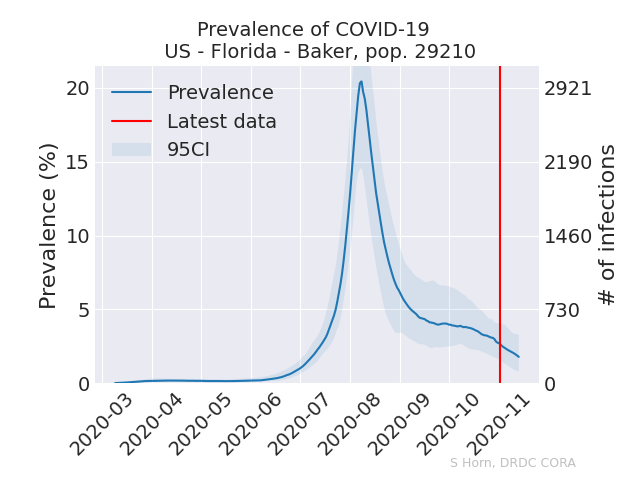 Prevalence of COVID-19
US - Florida - Baker, pop. 29210
Prevalence
Latest data
95CI
Prevalence (%)
20
15
10
5
0
2921
2190
1460
730
0
# of infections
2020-03
2020-04
2020-05
2020-06
2020-07
2020-08
2020-09
2020-10
2020-11
S Horn, DRDC CORA